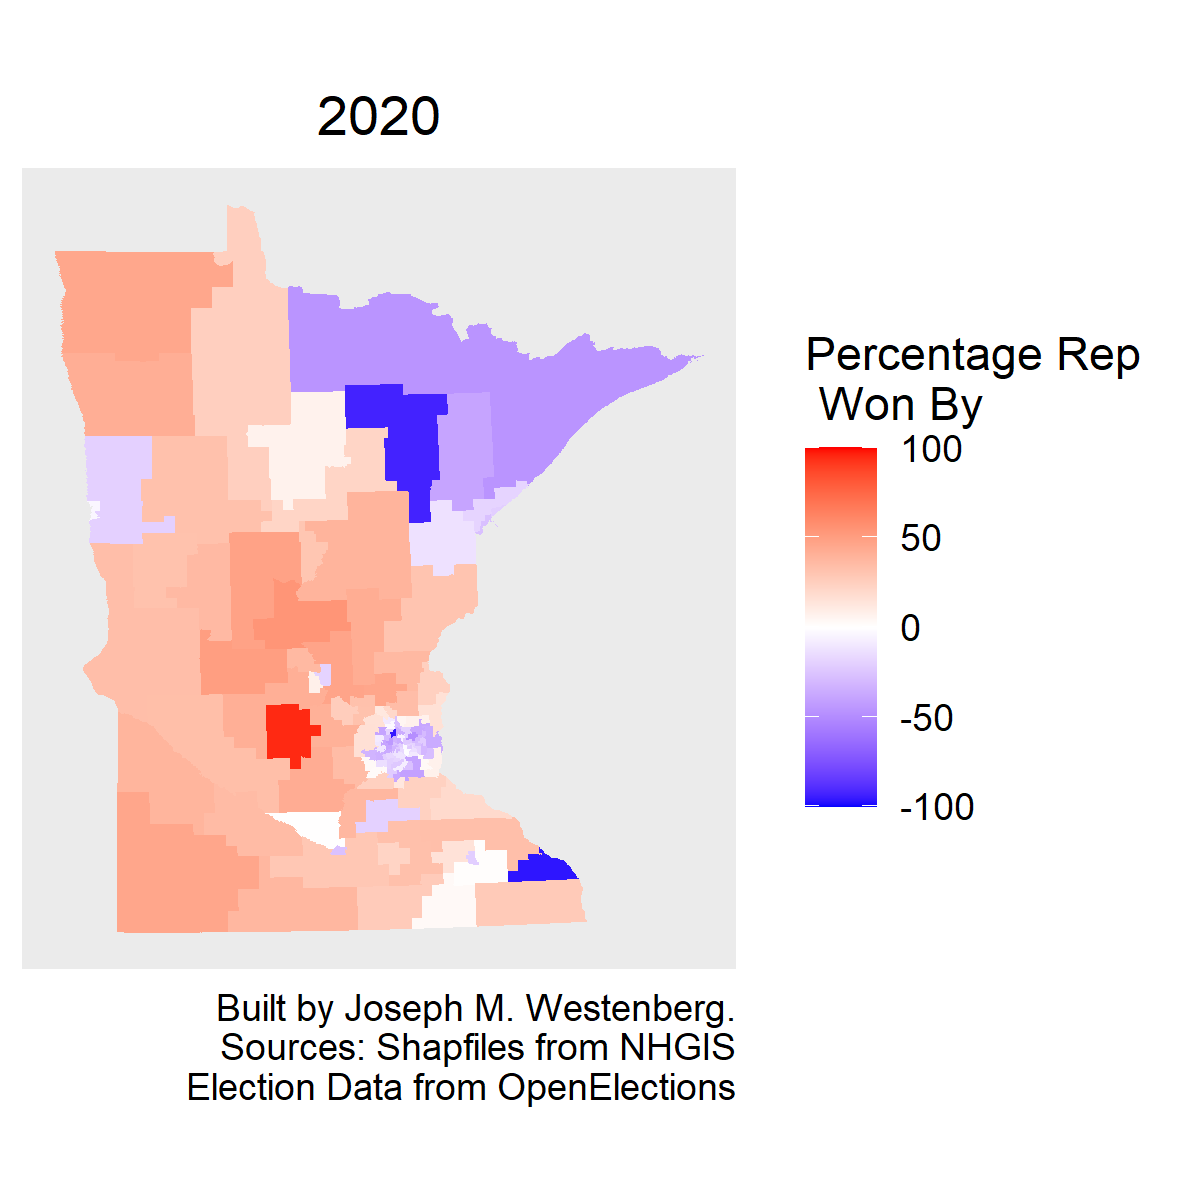 2020
Percentage Rep
Won By
100
50
0
-50
-100
Built by Joseph M. Westenberg.
Sources: Shapfiles from NHGIS
Election Data from OpenElections